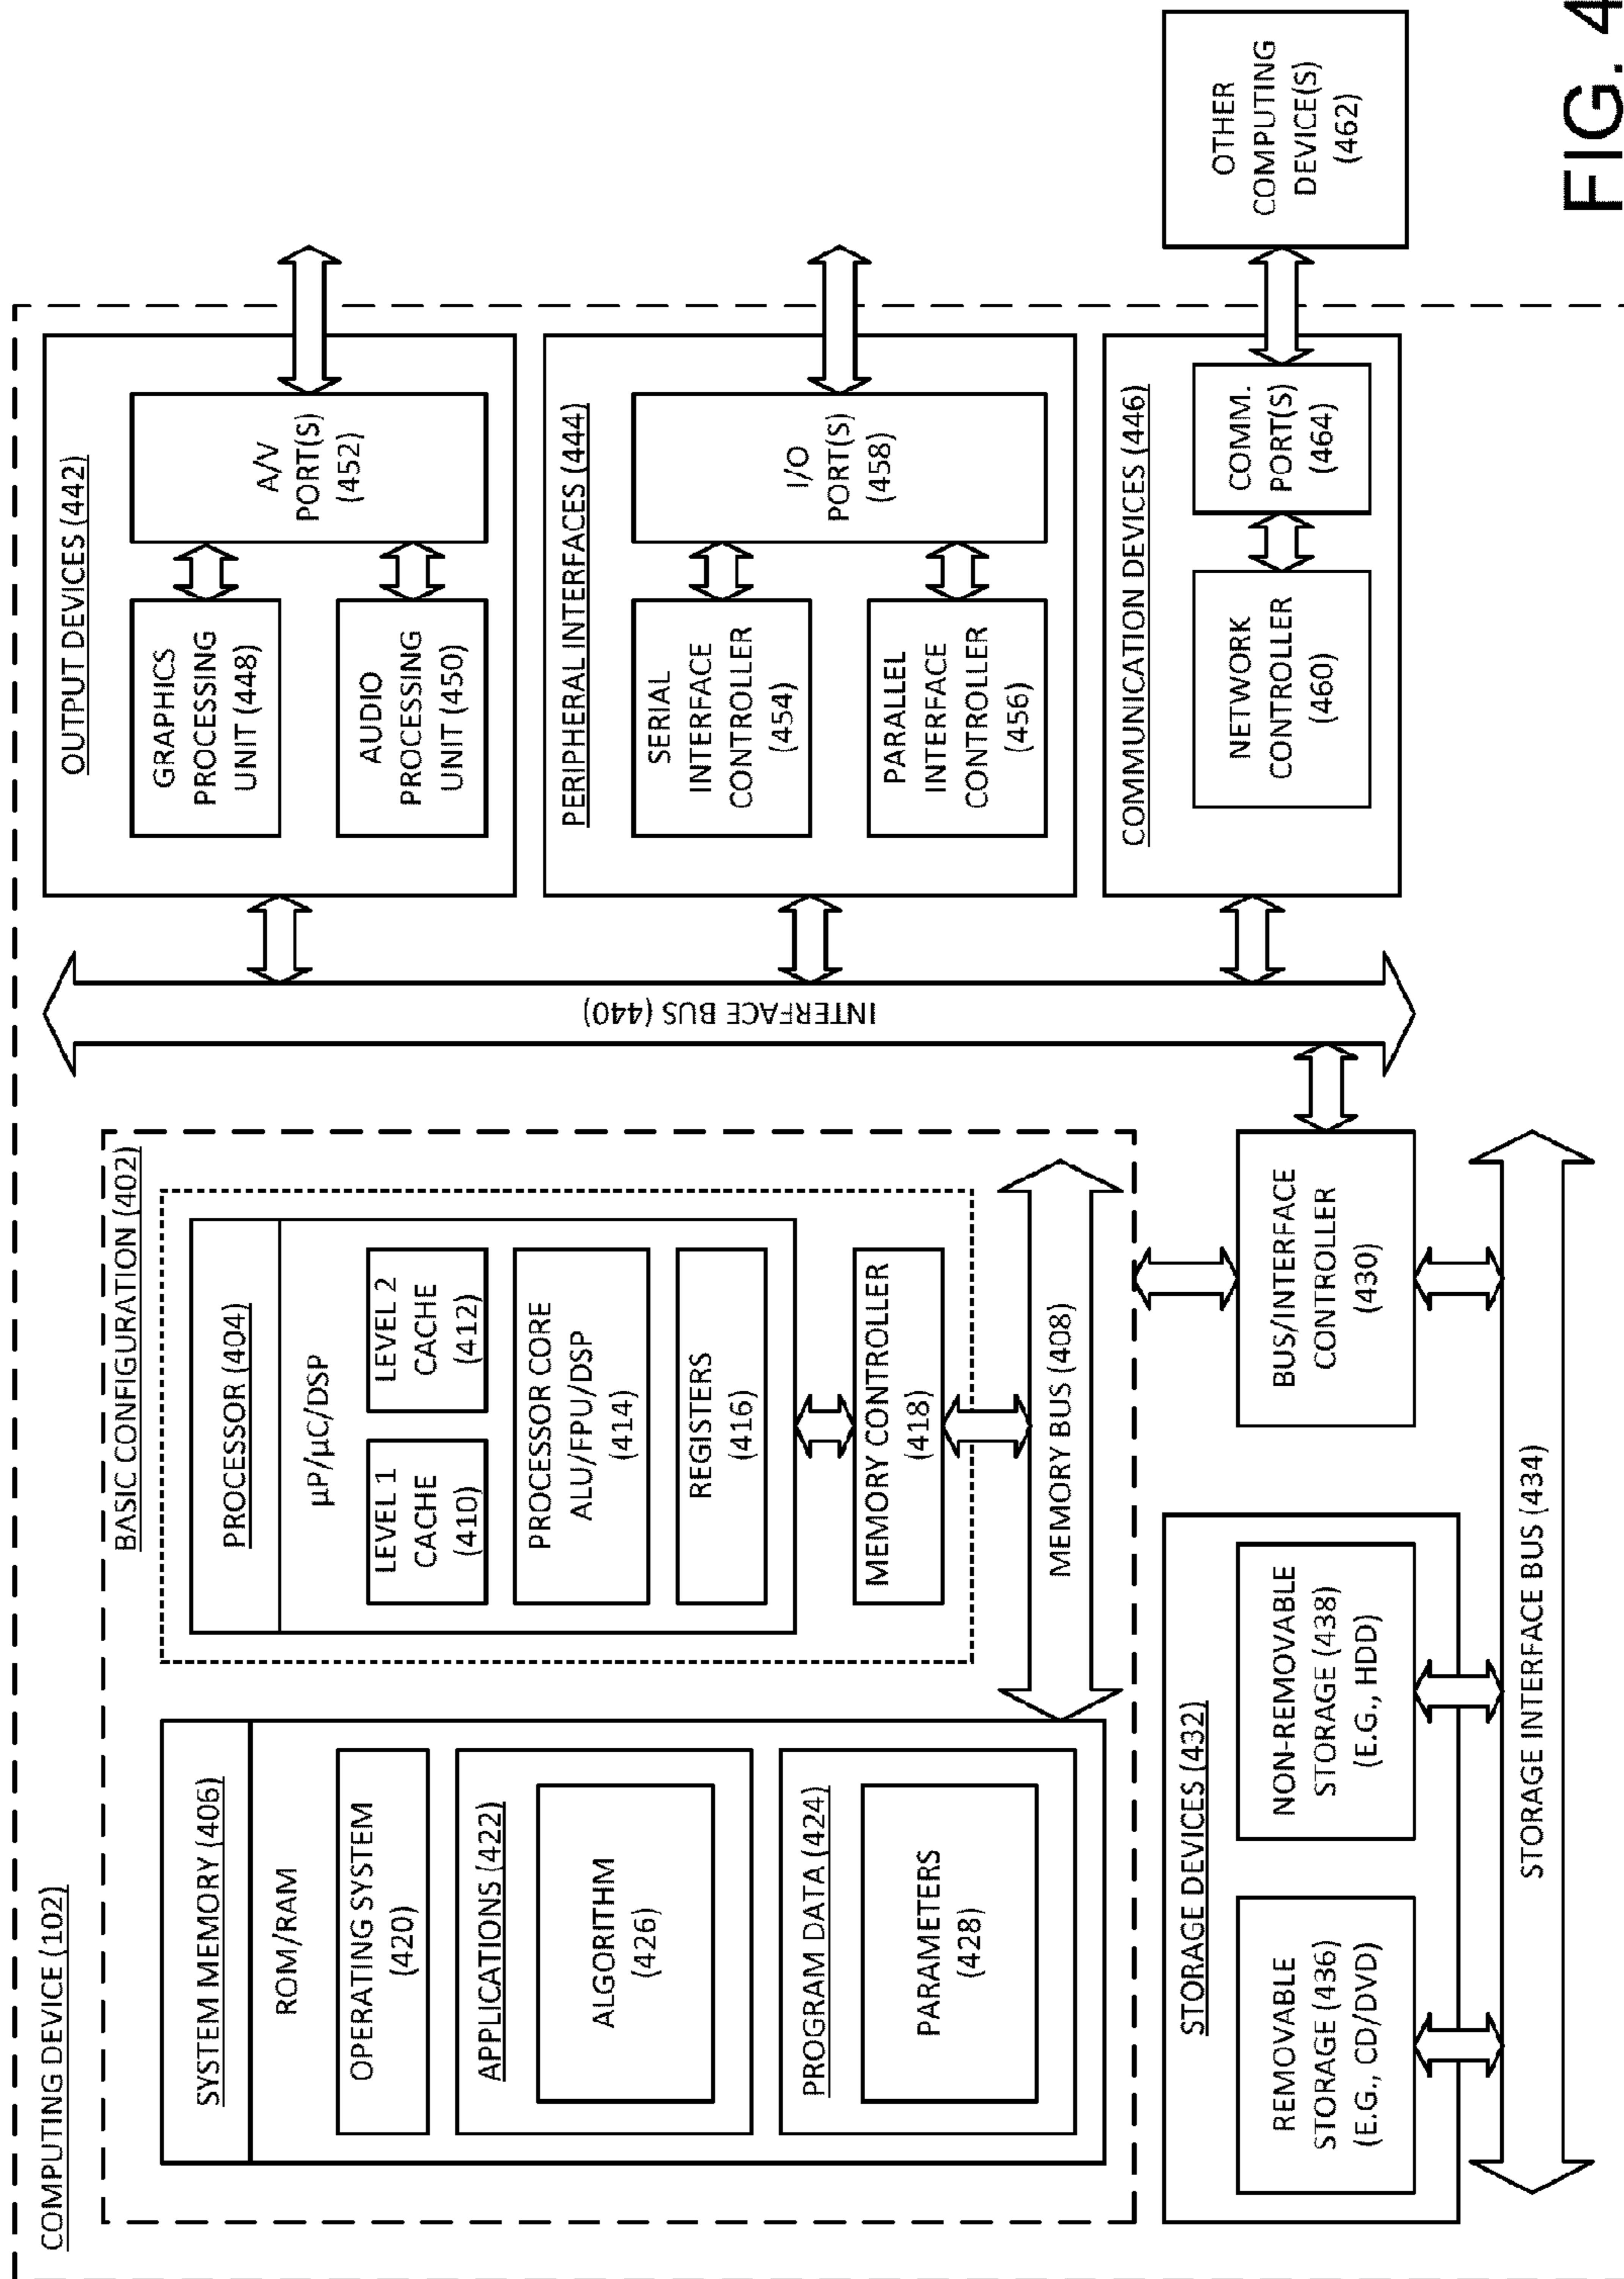 COMPUTING DEVICE (102)
BASIC CONFIGURATION (402)
SYSTEM MEMORY (406)
ROM/RAM
OPERATING SYSTEM
(420)
APPLICATIONS (422)
ALGORITHM
(426)
PROGRAM DATA (424)
PARAMETERS
(428)
PROCESSOR (404)
µP/µC/DSP
LEVEL 1
CACHE
(410)
LEVEL 2
CACHE
(412)
PROCESSOR CORE
ALU/FPU/DSP
(414)
REGISTERS
(416)
MEMORY CONTROLLER
(418)
MEMORY BUS (408)
STORAGE DEVICES (432)
REMOVABLE
STORAGE (436)
(E.G., CD/DVD)
NON-REMOVABLE
STORAGE (438)
(E.G., HDD)
BUS/INTERFACE
CONTROLLER
(430)
STORAGE INTERFACE BUS (434)
INTERFACE BUS (440)
OUTPUT DEVICES (442)
GRAPHICS
PROCESSING
UNIT (448)
AUDIO
PROCESSING
UNIT (450)
A/V
PORT(S)
(452)
PERIPHERAL INTERFACES (444)
SERIAL
INTERFACE
CONTROLLER
(454)
PARALLEL
INTERFACE
CONTROLLER
(456)
I/O
PORT(S)
(458)
COMMUNICATION DEVICES (446)
NETWORK
CONTROLLER
(460)
COMM.
PORT(S)
(464)
OTHER
COMPUTING
DEVICE(S)
(462)
FIG. 4